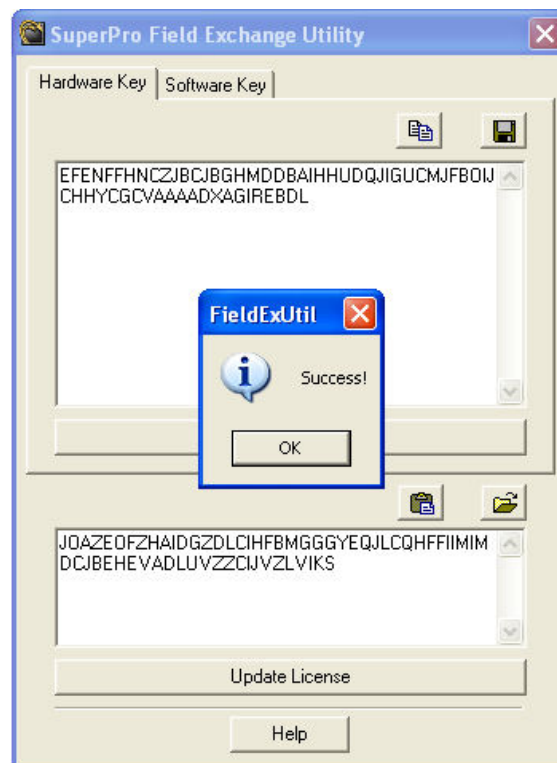 SuperPro Field Exchange Utility
Hardware Key
Software Key
EFENFFHNCZJBCJBGHMDDBAIHHUDQJIGUCMJFBOIJ
CHHYCGCVAAAADXAGIREBDL
FieldExUtil
Success!
OK
JOAZEOFZHAIDGZDLCIHFBMGGGYEQJLCQHFFIIMIM
DCJBEHEVADLUVZZCIJVZLVIKS
Update License
Help